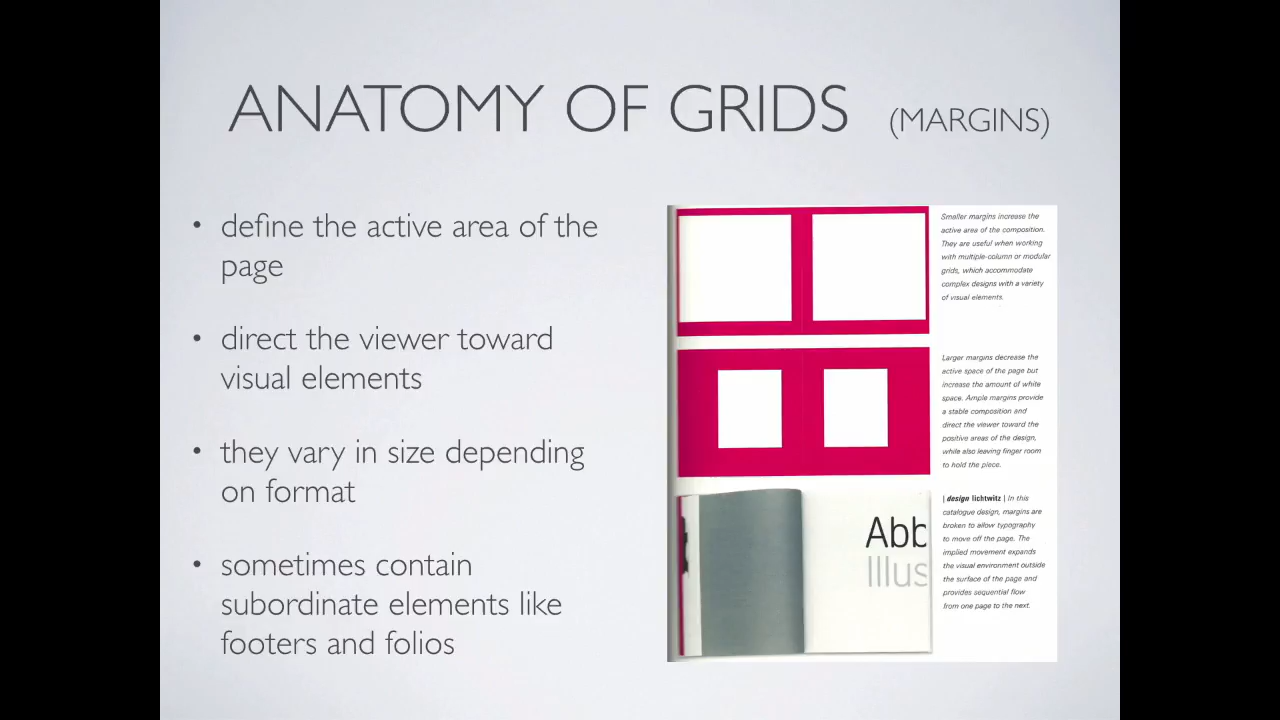 ANATOMY OF GRIDS (MARGINS)
• define the active area of the
page
• direct the viewer toward
visual elements
• they vary in size depending
on format
• sometimes contain
subordinate elements like
footers and folios
Smaller margins increase the
active area of the composition.
They are useful when working
with multiple-column or modular
grids, which accommodate
complex designs with a variety
of visual elements.
Larger margins decrease the
active space of the page but
increase the amount of white
space. Ample margins provide
a stable composition and
direct the viewer toward the
positive areas of the design,
while also leaving finger room
to hold the piece.
Abb
Illus
| design lichtwitz | In this
catalogue design, margins are
broken to allow typography
to move off the page. The
implied movement expands
the visual environment outside
the surface of the page and
provides sequential flow
from one page to the next.